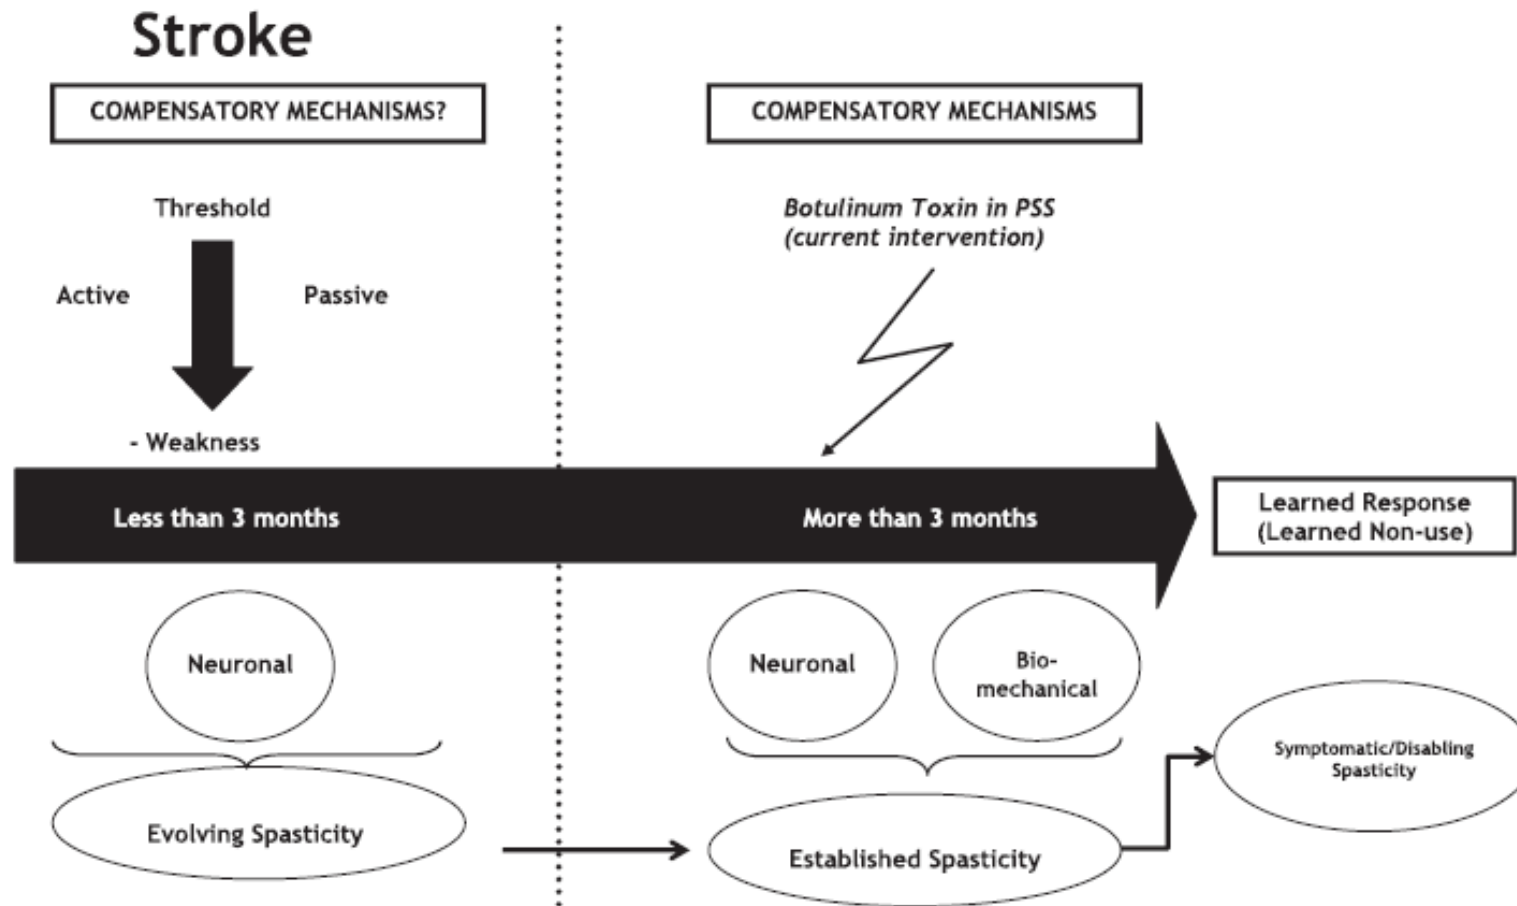 Stroke
COMPENSATORY MECHANISMS?
COMPENSATORY MECHANISMS
Threshold
Active
Passive
- Weakness
Botulinum Toxin in PSS
(current intervention)
Less than 3 months
More than 3 months
Learned Response
(Learned Non-use)
Neuronal
Neuronal
Bio-
mechanical
Evolving Spasticity
Established Spasticity
Symptomatic/Disabling
Spasticity